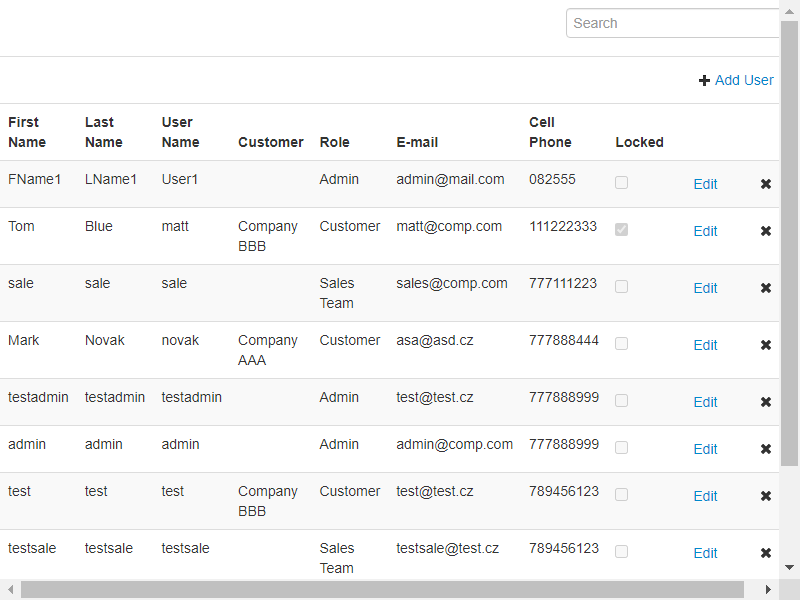 Search
Add User
First Name Last Name User Name Customer Role E-mail Cell Phone Locked
FName1 LName1 User1 Admin admin@mail.com 082555 Edit
Tom Blue matt Company BBB Customer matt@comp.com 111222333 Edit
sale sale sale Sales Team sales@comp.com 777111223 Edit
Mark Novak novak Company AAA Customer asa@asd.cz 777888444 Edit
testadmin testadmin testadmin Admin test@test.cz 777888999 Edit
admin admin admin Admin admin@comp.com 777888999 Edit
test test test Company BBB Customer test@test.cz 789456123 Edit
testsale testsale testsale Sales Team testsale@test.cz 789456123 Edit